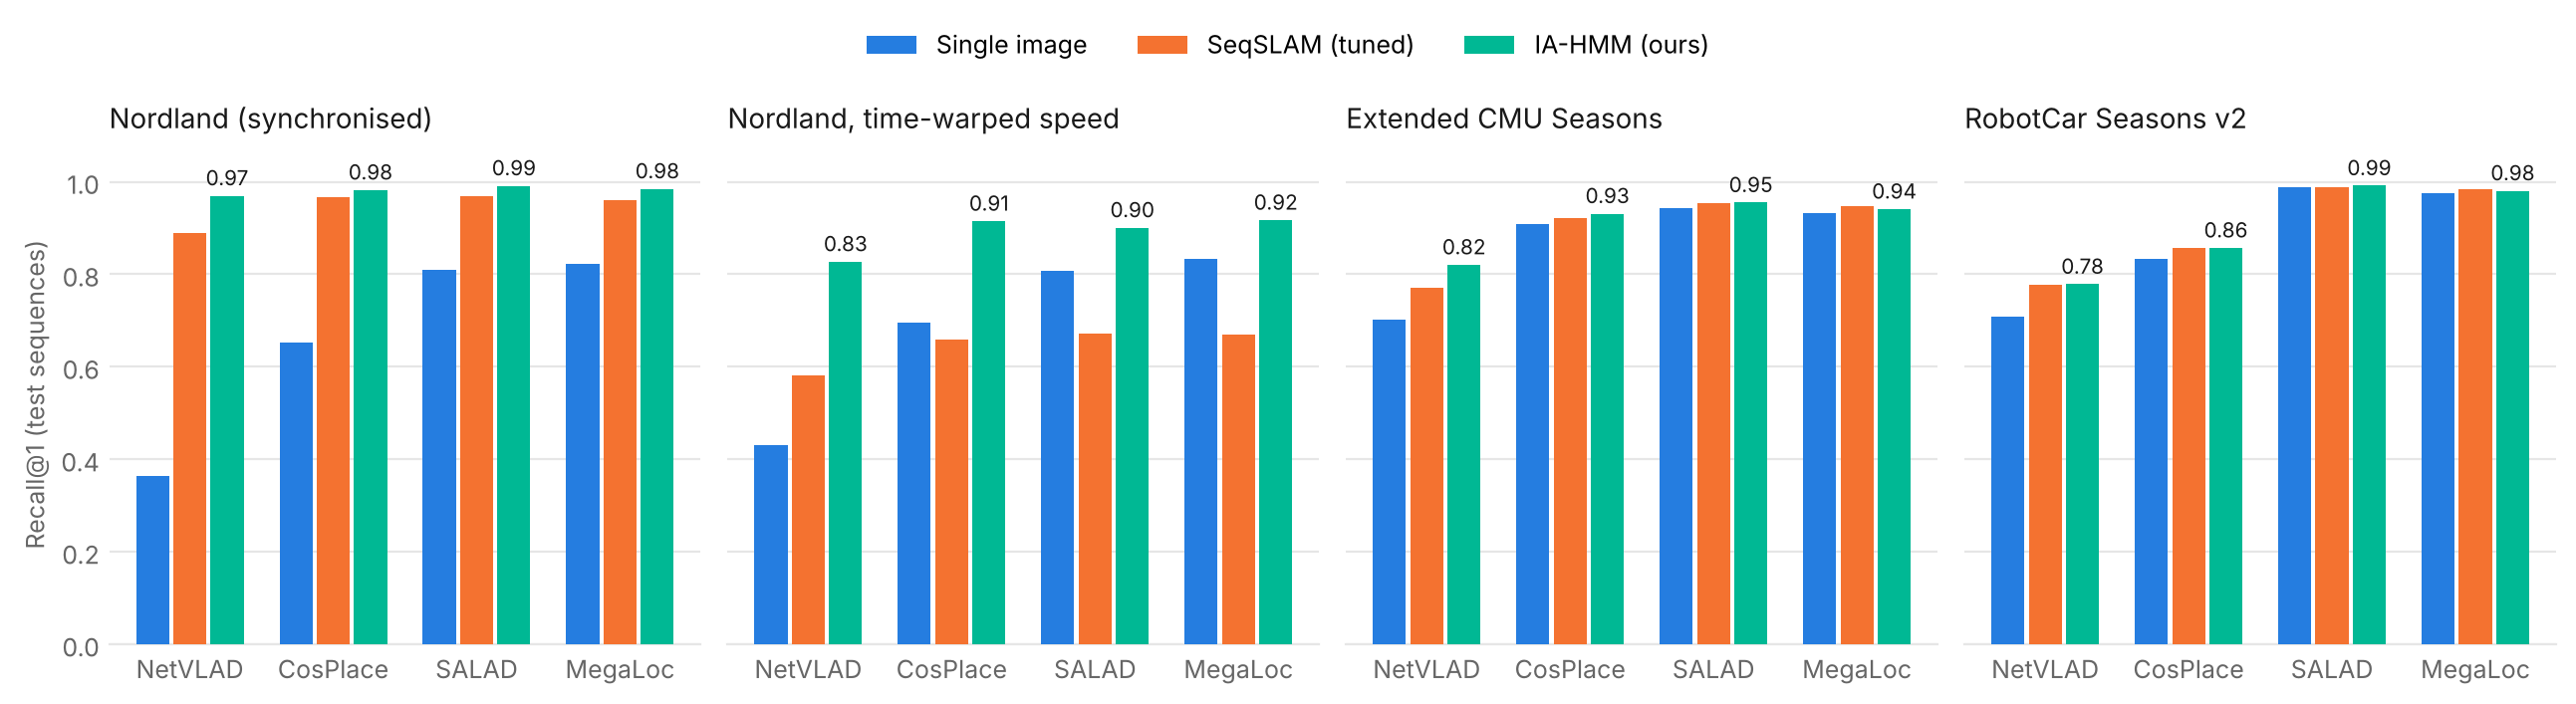 Single image SeqSLAM (tuned) IA-HMM (ours)
Nordland (synchronised) Nordland, time-warped speed Extended CMU Seasons RobotCar Seasons v2
Recall@1 (test sequences)
1.0
0.8
0.6
0.4
0.2
0.0
0.97 0.98 0.99 0.98
0.83 0.91 0.90 0.92
0.82 0.93 0.95 0.94
0.78 0.86 0.99 0.98
NetVLAD CosPlace SALAD MegaLoc NetVLAD CosPlace SALAD MegaLoc NetVLAD CosPlace SALAD MegaLoc NetVLAD CosPlace SALAD MegaLoc